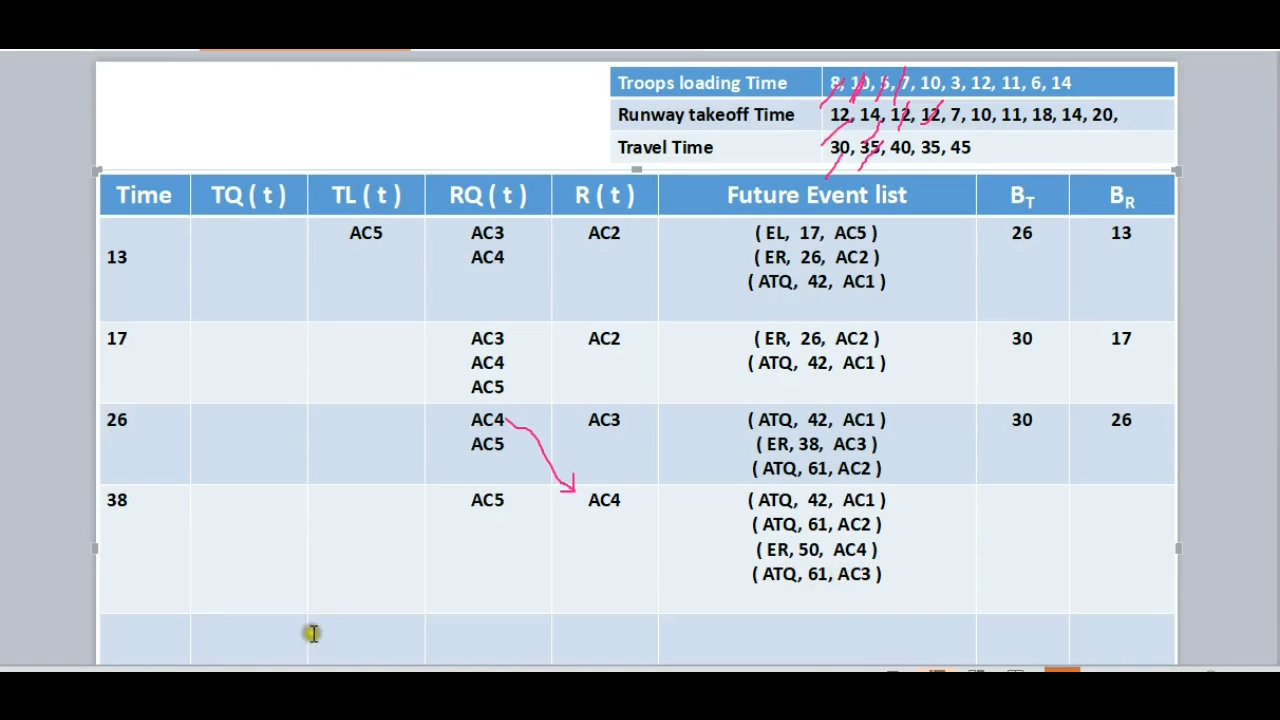 Troops loading Time 8, 10, 5, 7, 10, 3, 12, 11, 6, 14
Runway takeoff Time 12, 14, 12, 12, 7, 10, 11, 18, 14, 20,
Travel Time 30, 35, 40, 35, 45
Time TQ ( t ) TL ( t ) RQ ( t ) R ( t ) Future Event list BT BR
AC5 AC3 AC2 ( EL, 17, AC5 ) 26 13
13 AC4 ( ER, 26, AC2 )
( ATQ, 42, AC1 )
17 AC3 AC2 ( ER, 26, AC2 ) 30 17
AC4 ( ATQ, 42, AC1 )
AC5
26 AC4 AC3 ( ATQ, 42, AC1 ) 30 26
AC5 ( ER, 38, AC3 )
( ATQ, 61, AC2 )
38 AC5 AC4 ( ATQ, 42, AC1 )
( ATQ, 61, AC2 )
( ER, 50, AC4 )
( ATQ, 61, AC3 )